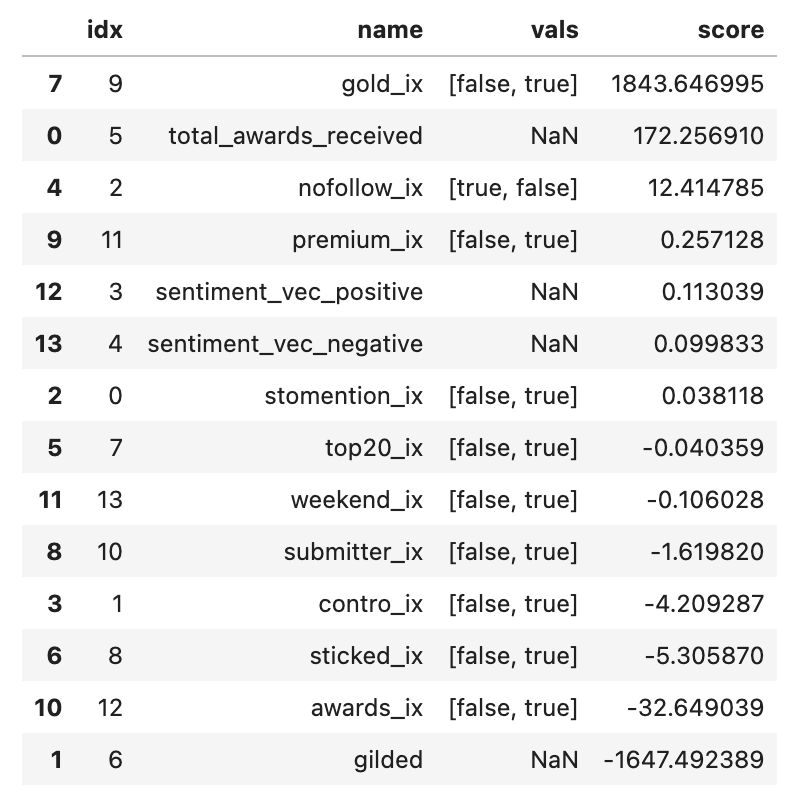 idx name vals score
7 9 gold_ix [false, true] 1843.646995
0 5 total_awards_received NaN 172.256910
4 2 nofollow_ix [true, false] 12.414785
9 11 premium_ix [false, true] 0.257128
12 3 sentiment_vec_positive NaN 0.113039
13 4 sentiment_vec_negative NaN 0.099833
2 0 stomention_ix [false, true] 0.038118
5 7 top20_ix [false, true] -0.040359
11 13 weekend_ix [false, true] -0.106028
8 10 submitter_ix [false, true] -1.619820
3 1 contro_ix [false, true] -4.209287
6 8 sticked_ix [false, true] -5.305870
10 12 awards_ix [false, true] -32.649039
1 6 gilded NaN -1647.492389